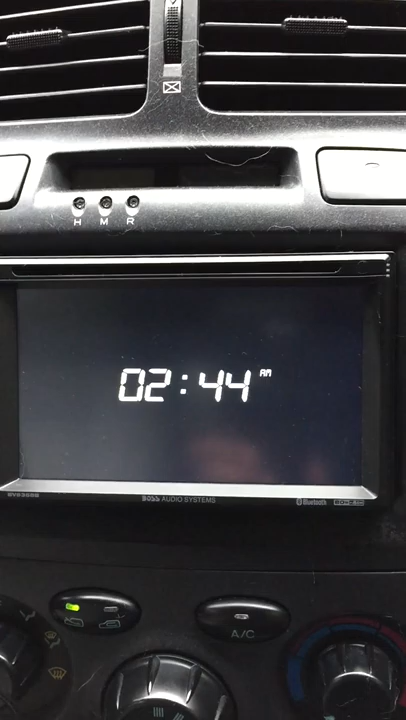 H M R
02:44 AM
BOSS AUDIO SYSTEMS
Bluetooth
A/C